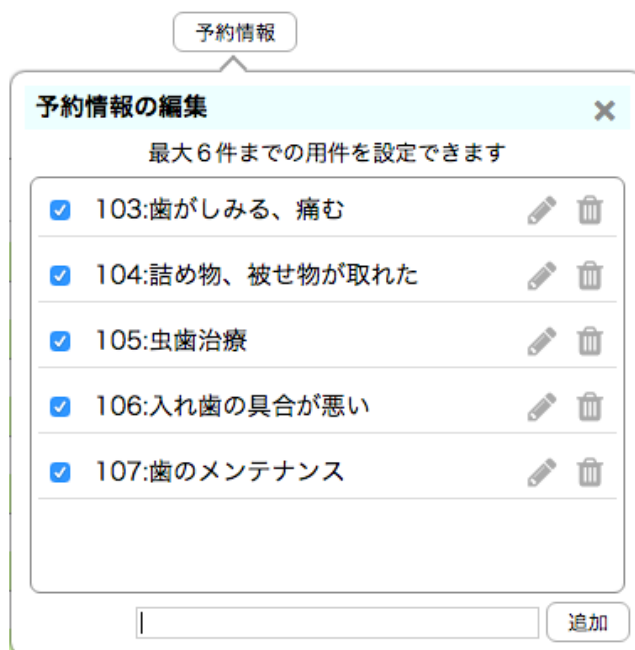 予約情報
予約情報の編集
最大6件までの用件を設定できます
103:歯がしみる、痛む
104:詰め物、被せ物が取れた
105:虫歯治療
106:入れ歯の具合が悪い
107:歯のメンテナンス
追加